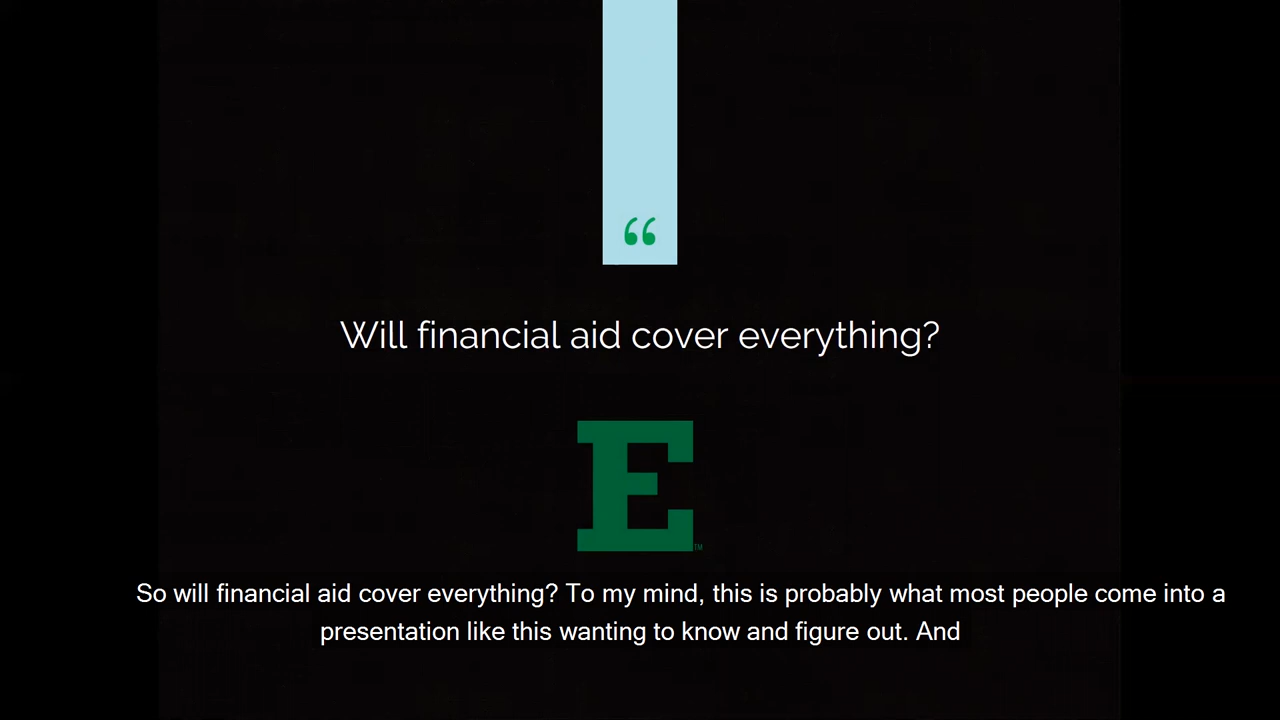 “
Will financial aid cover everything?
E
TM
So will financial aid cover everything? To my mind, this is probably what most people come into a
presentation like this wanting to know and figure out. And